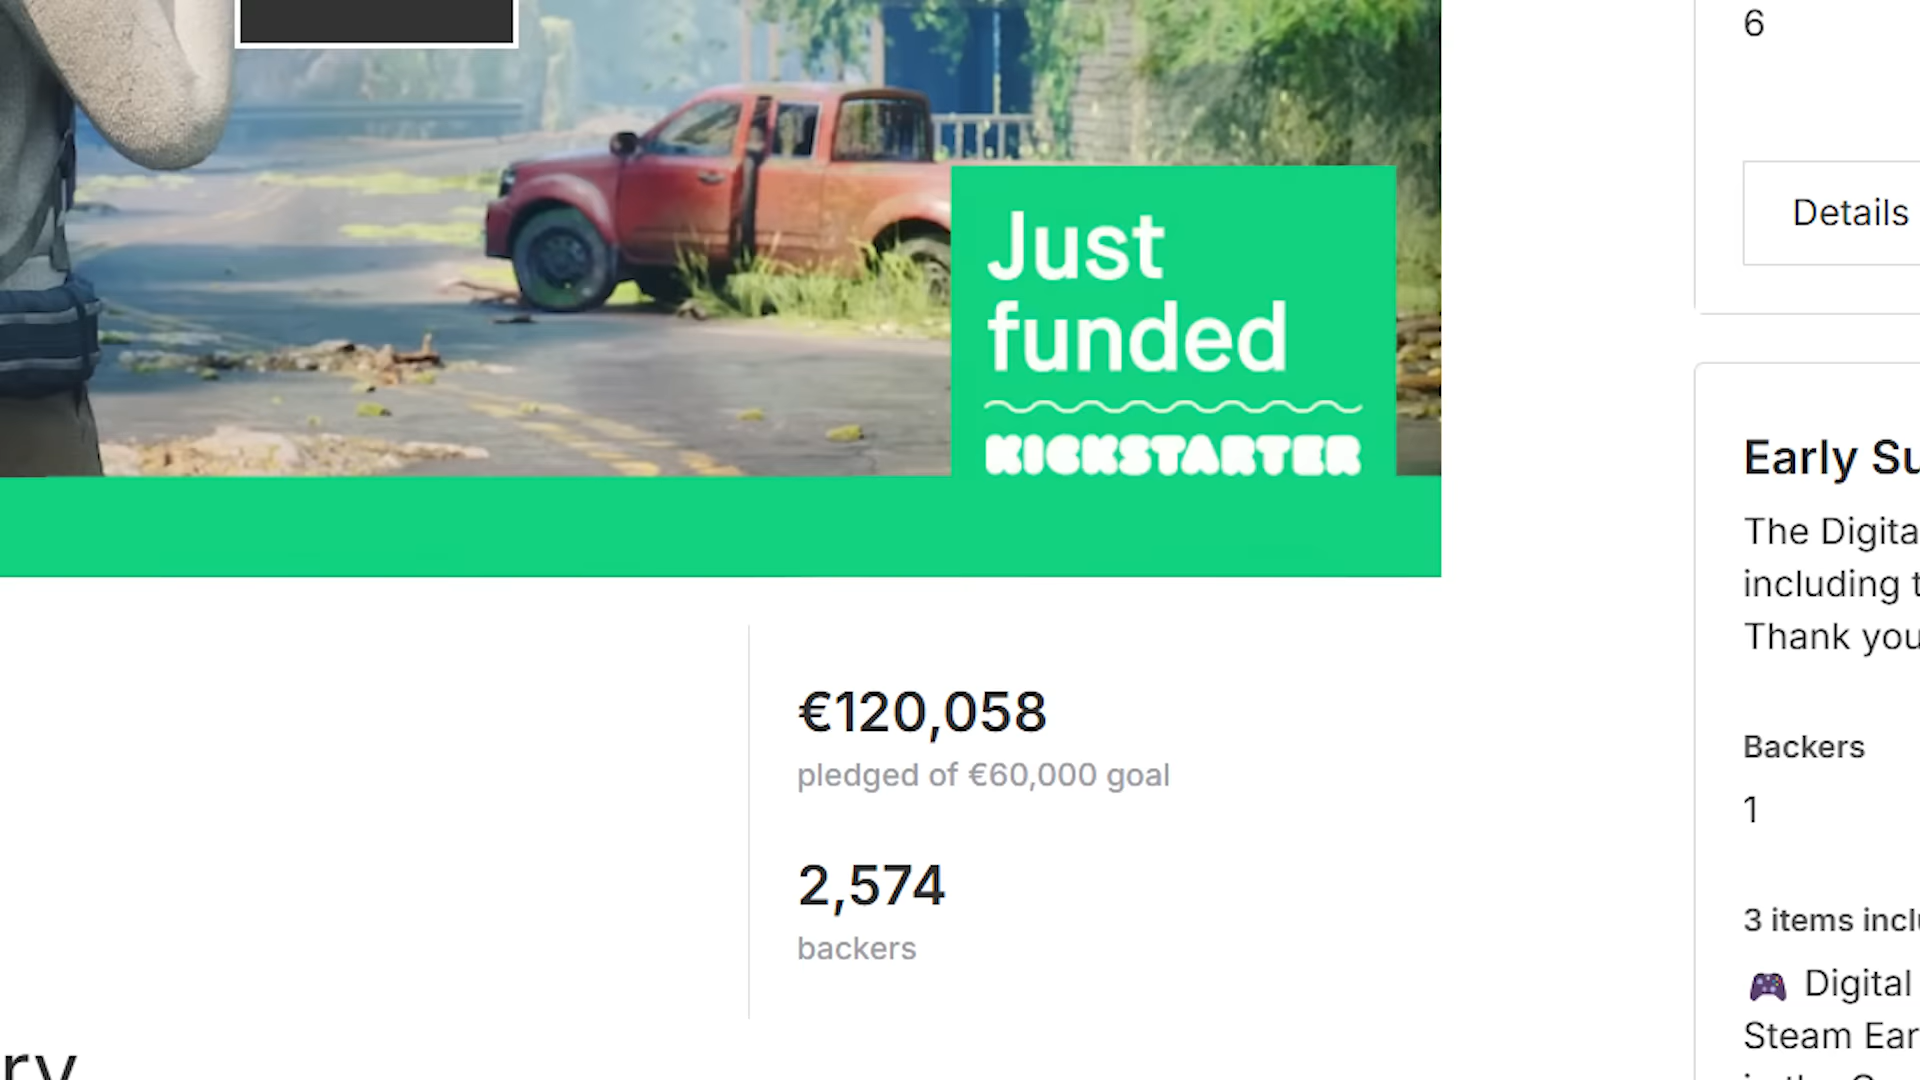 Just
funded
KICKSTARTER
€120,058
pledged of €60,000 goal
2,574
backers
ry
6
Details
Early Su
The Digita
including t
Thank you
Backers
1
3 items incl
Digital
Steam Ear